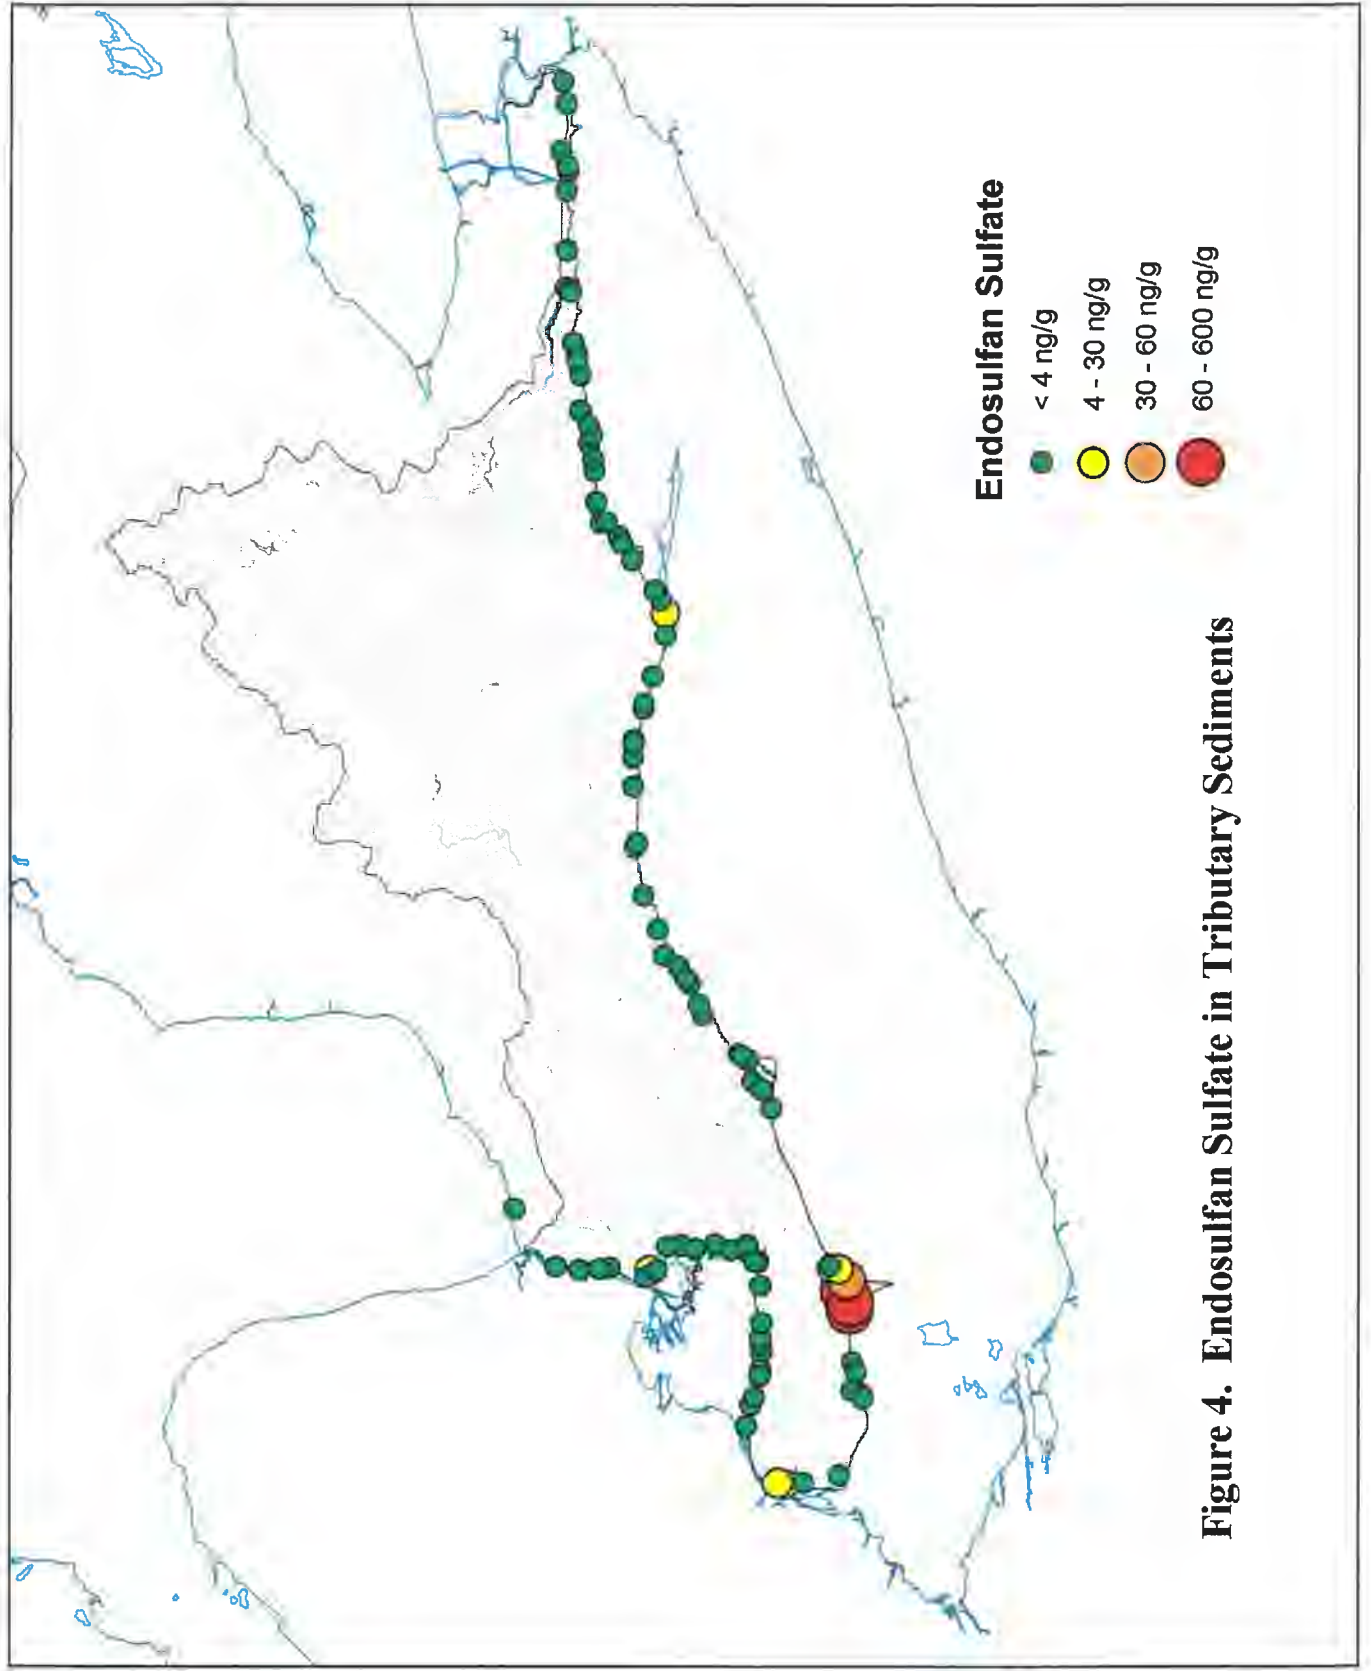 Endosulfan Sulfate
< 4 ng/g
4 - 30 ng/g
30 - 60 ng/g
60 - 600 ng/g
Figure 4. Endosulfan Sulfate in Tributary Sediments